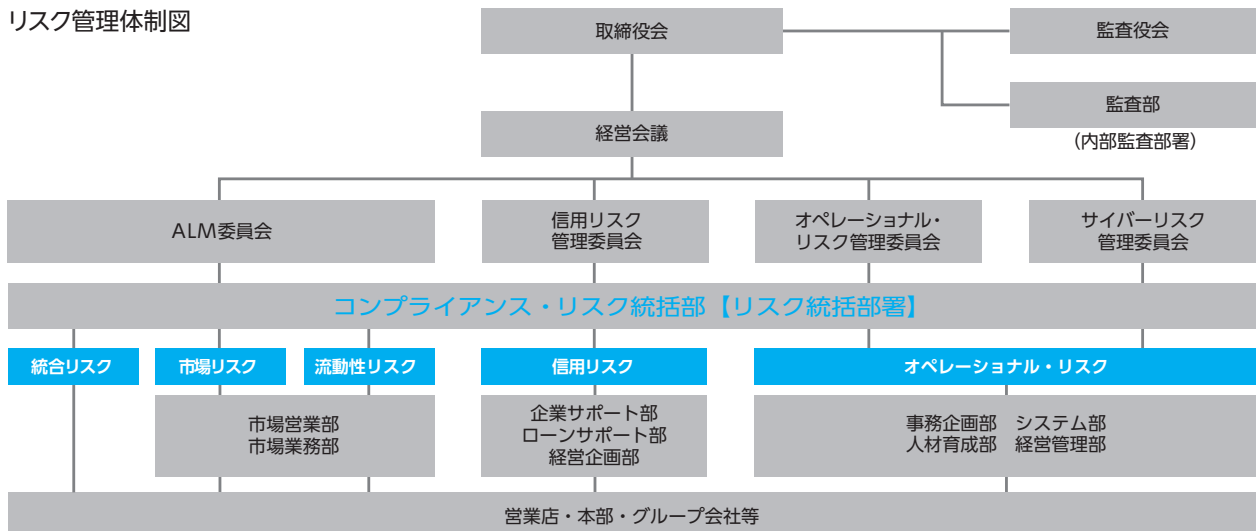 リスク管理体制図
取締役会
監査役会
監査部
(内部監査部署)
経営会議
ALM委員会
信用リスク
管理委員会
オペレーショナル・
リスク管理委員会
サイバーリスク
管理委員会
コンプライアンス・リスク統括部【リスク統括部署】
統合リスク
市場リスク
流動性リスク
信用リスク
オペレーショナル・リスク
市場営業部
市場業務部
企業サポート部
ローンサポート部
経営企画部
事務企画部　システム部
人材育成部　経営管理部
営業店・本部・グループ会社等